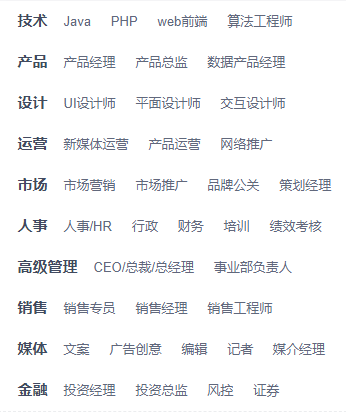 技术 Java PHP web前端 算法工程师
产品 产品经理 产品总监 数据产品经理
设计 UI设计师 平面设计师 交互设计师
运营 新媒体运营 产品运营 网络推广
市场 市场营销 市场推广 品牌公关 策划经理
人事 人事/HR 行政 财务 培训 绩效考核
高级管理 CEO/总裁/总经理 事业部负责人
销售 销售专员 销售经理 销售工程师
媒体 文案 广告创意 编辑 记者 媒介经理
金融 投资经理 投资总监 风控 证券